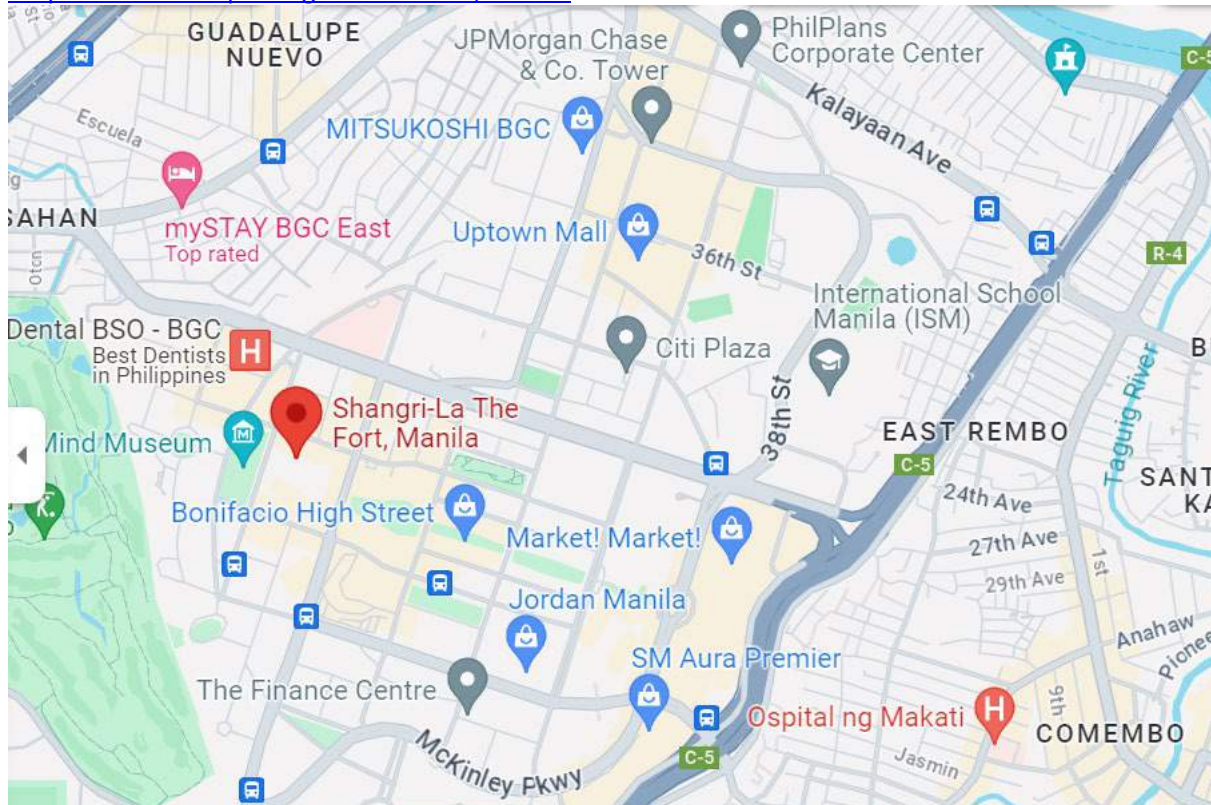 GUADALUPE
NUEVO
JPMorgan Chase
& Co. Tower
PhilPlans
Corporate Center
C-5
Kalayaan Ave
Escuela
MITSUKOSHI BGC
SAHAN
mySTAY BGC East
Top rated
Uptown Mall
36th St
R-4
Otcn
International School
Manila (ISM)
Dental BSO - BGC
Best Dentists
in Philippines
H
Citi Plaza
B
Taguig River
Shangri-La The
Fort, Manila
38th St
EAST REMBO
Mind Museum
M
C-5
SANT
KA
24th Ave
Bonifacio High Street
Market! Market!
27th Ave
1st
29th Ave
Jordan Manila
Anahaw
Pionee
SM Aura Premier
The Finance Centre
Ospital ng Makati
H
9th
COMEMBO
McKinley Pkwy
C-5
Jasmin